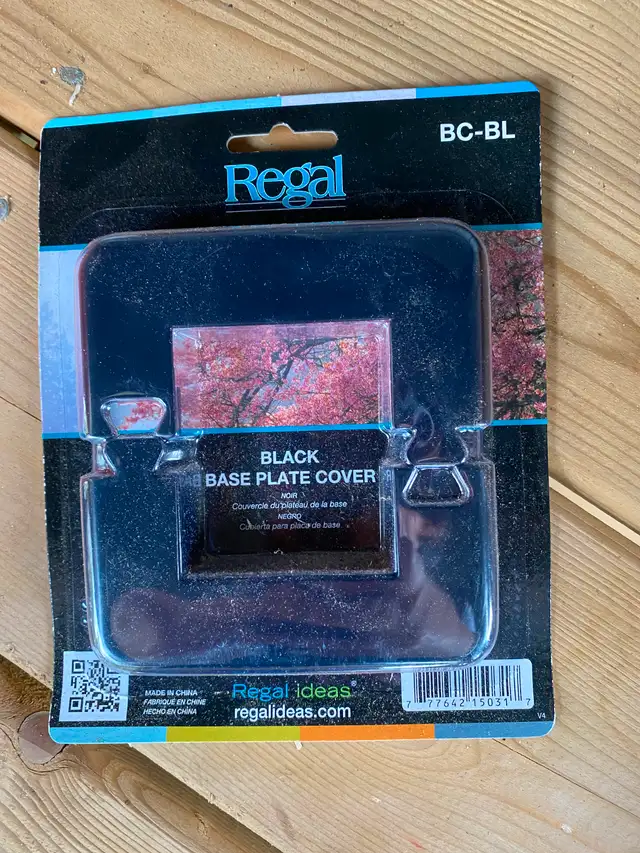 BC-BL
Regal
BLACK
BASE PLATE COVER
NOIR
Couvercle du plateau de la base
NEGRO
Cubierta para placa de base
MADE IN CHINA
FABRIQUE EN CHINE
HECHO EN CHINA
Regal ideas®
regalideas.com
7 77642 15031 7
V4